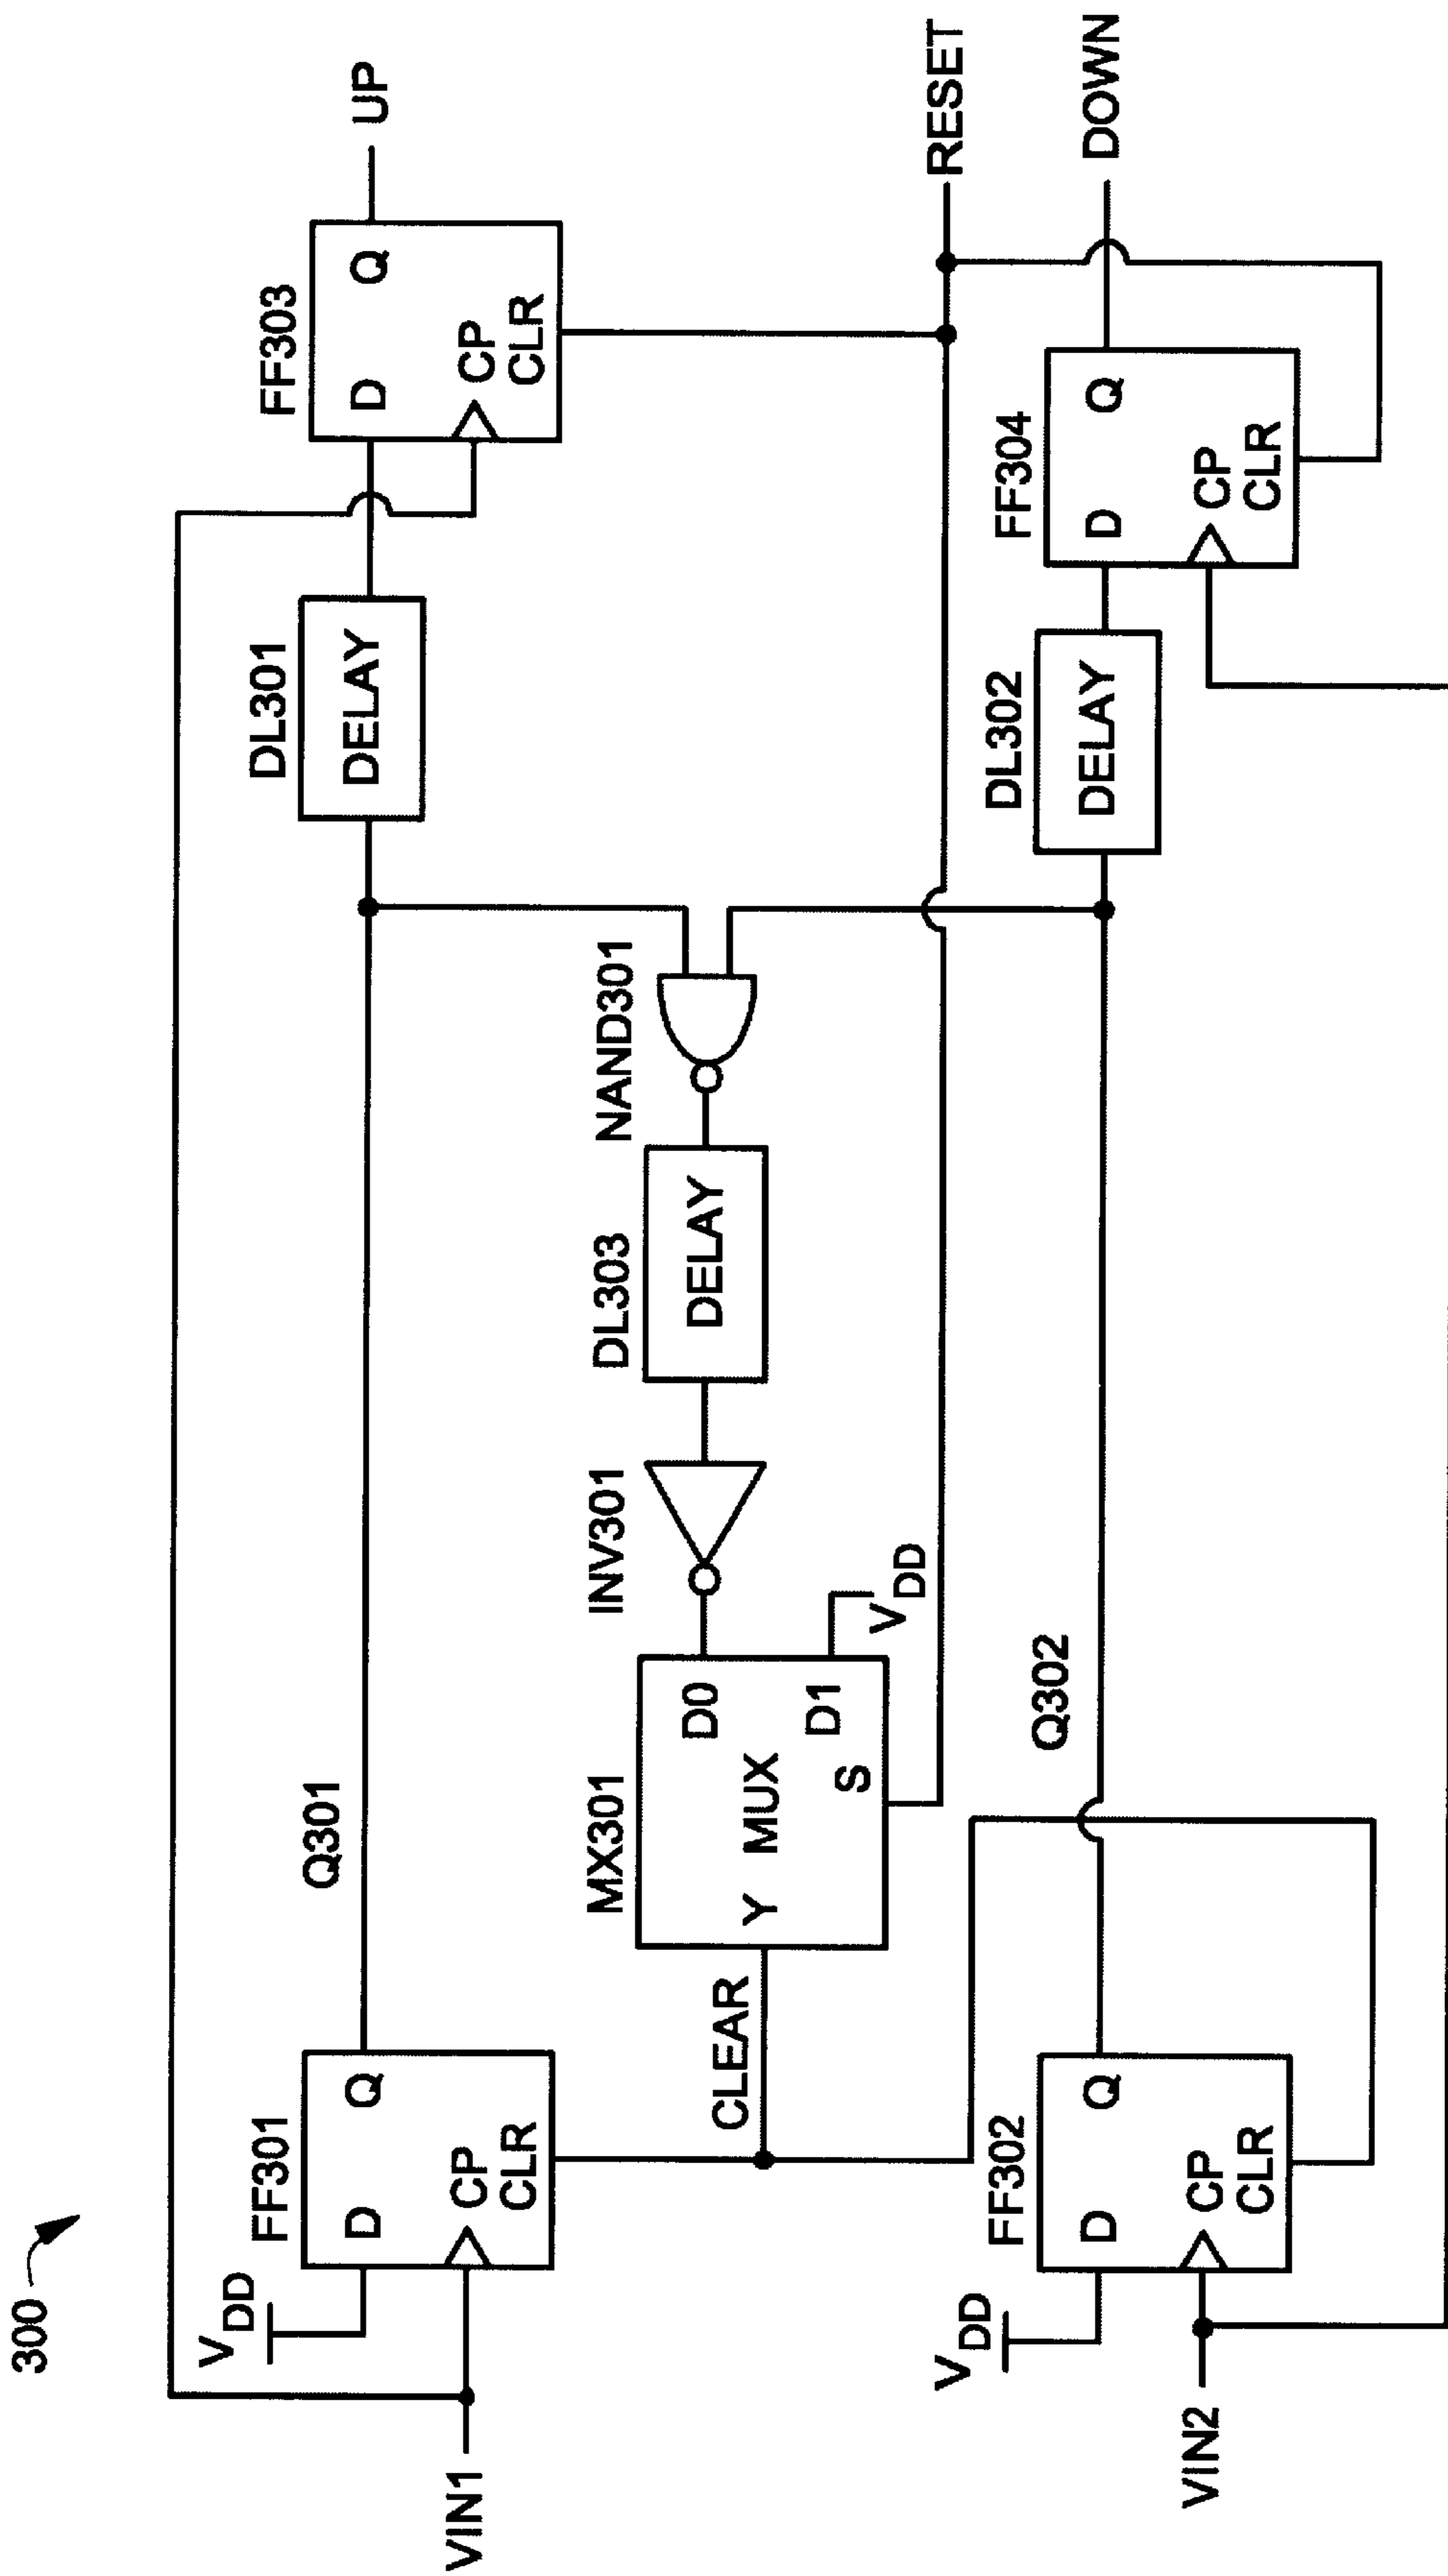 300
VDD
VIN1
FF301
D
Q
CP
CLR
Q301
DL301
DELAY
FF303
D
Q
CP
CLR
UP
CLEAR
MX301
Y
MUX
D0
D1
S
VDD
INV301
DL303
DELAY
NAND301
RESET
VDD
VIN2
FF302
D
Q
CP
CLR
Q302
DL302
DELAY
FF304
D
Q
CP
CLR
DOWN